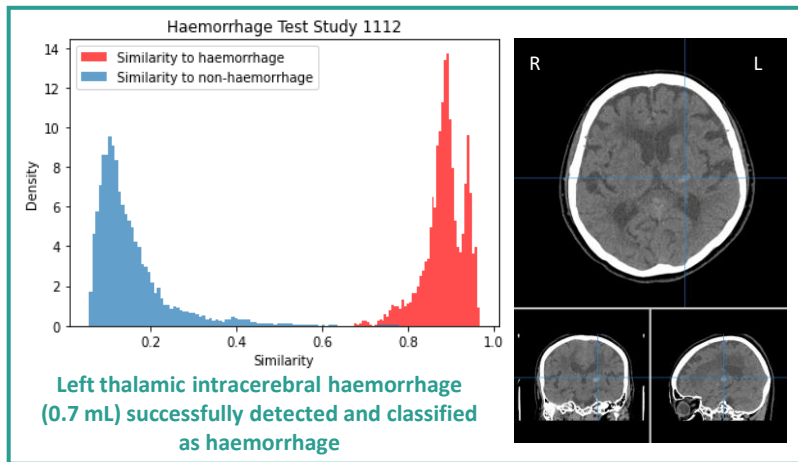 Haemorrhage Test Study 1112
Similarity to haemorrhage
Similarity to non-haemorrhage
Density
14
12
10
8
6
4
2
0
0.2
0.4
0.6
0.8
1.0
Similarity
R
L
Left thalamic intracerebral haemorrhage
(0.7 mL) successfully detected and classified
as haemorrhage